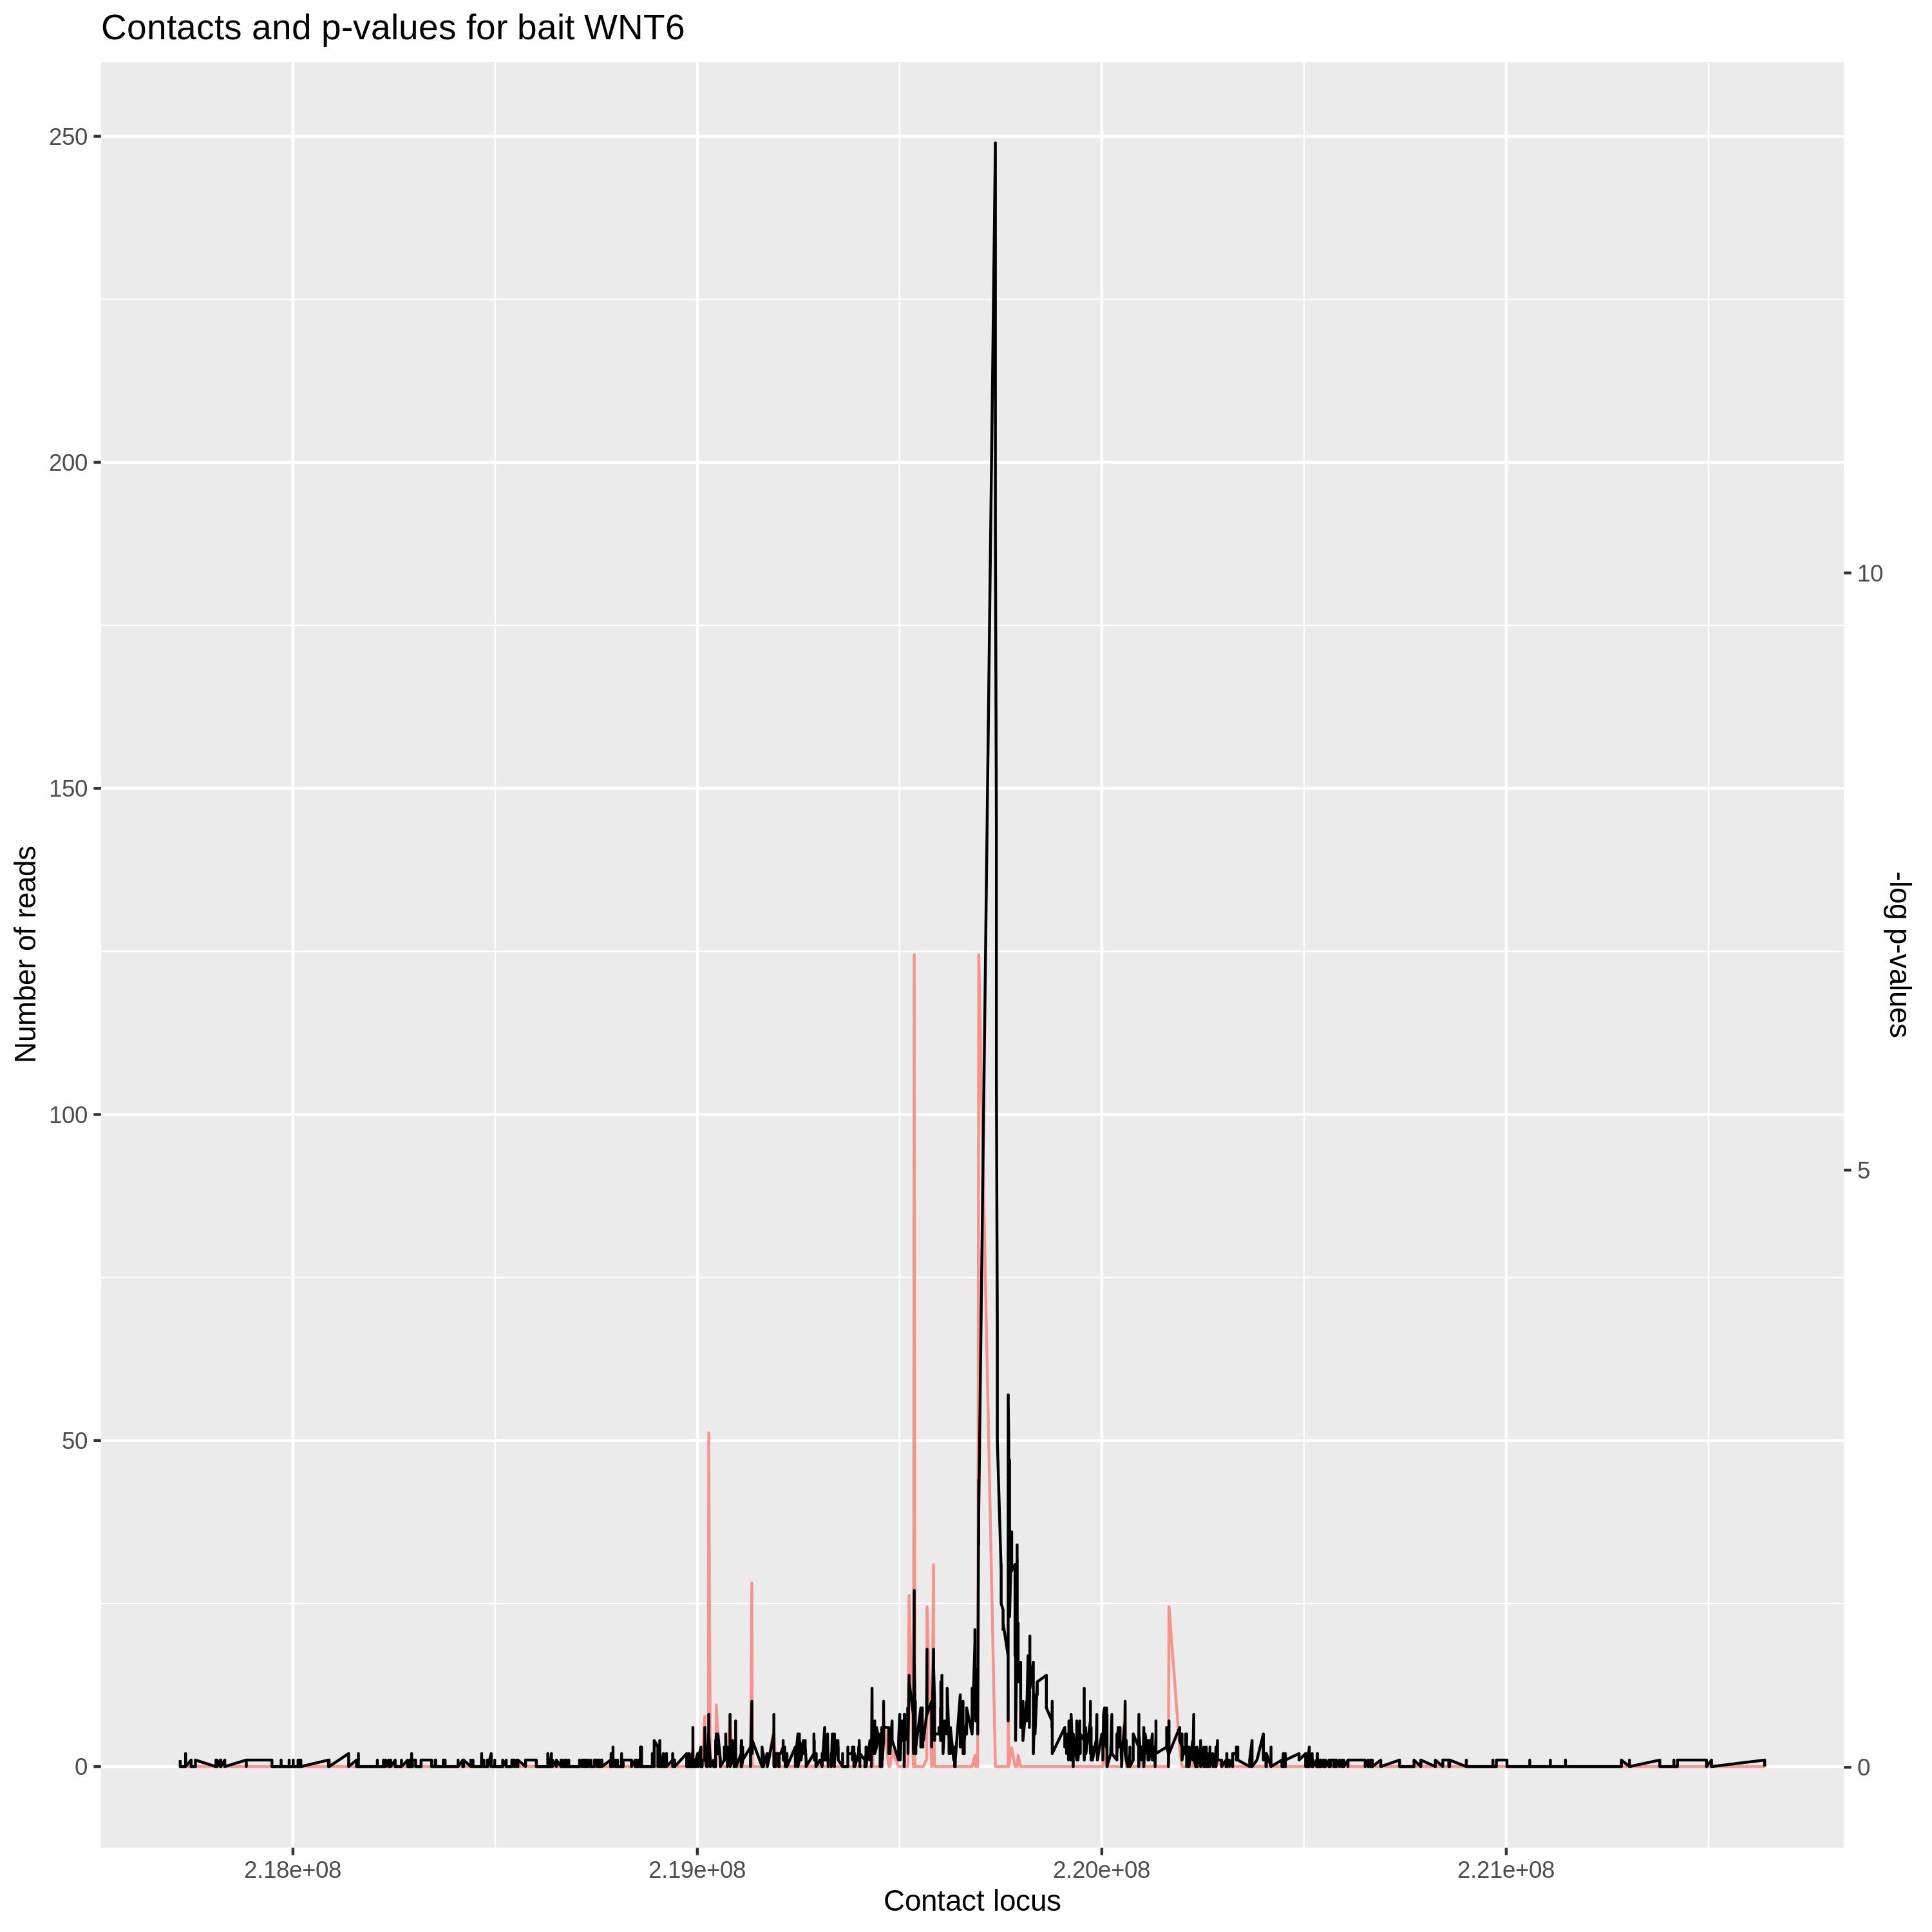 Contacts and p-values for bait WNT6
250
200
150
100
50
0
10
5
0
Number of reads
-log p-values
2.18e+08 2.19e+08 2.20e+08 2.21e+08
Contact locus